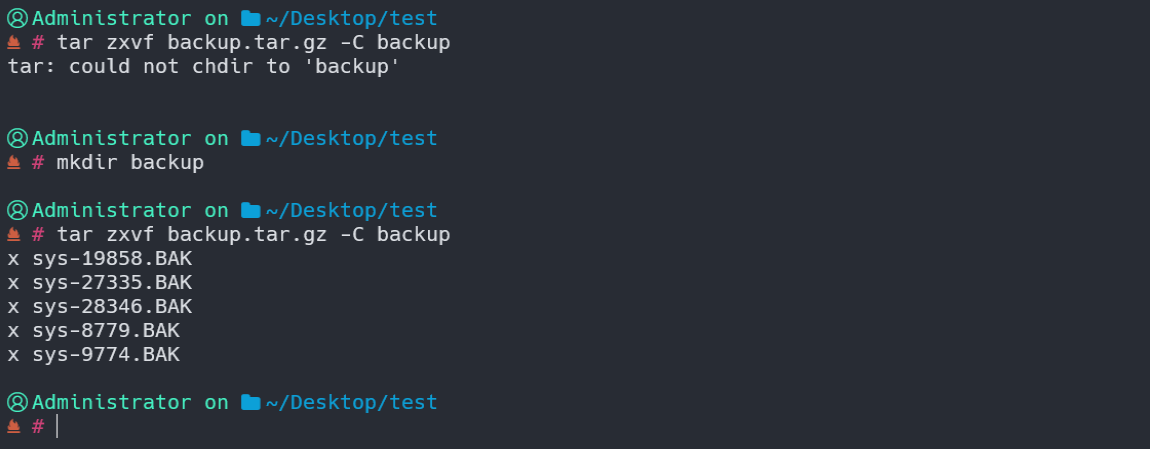 Administrator on ~/Desktop/test
# tar zxvf backup.tar.gz -C backup
tar: could not chdir to 'backup'
Administrator on ~/Desktop/test
# mkdir backup
Administrator on ~/Desktop/test
# tar zxvf backup.tar.gz -C backup
x sys-19858.BAK
x sys-27335.BAK
x sys-28346.BAK
x sys-8779.BAK
x sys-9774.BAK
Administrator on ~/Desktop/test
#